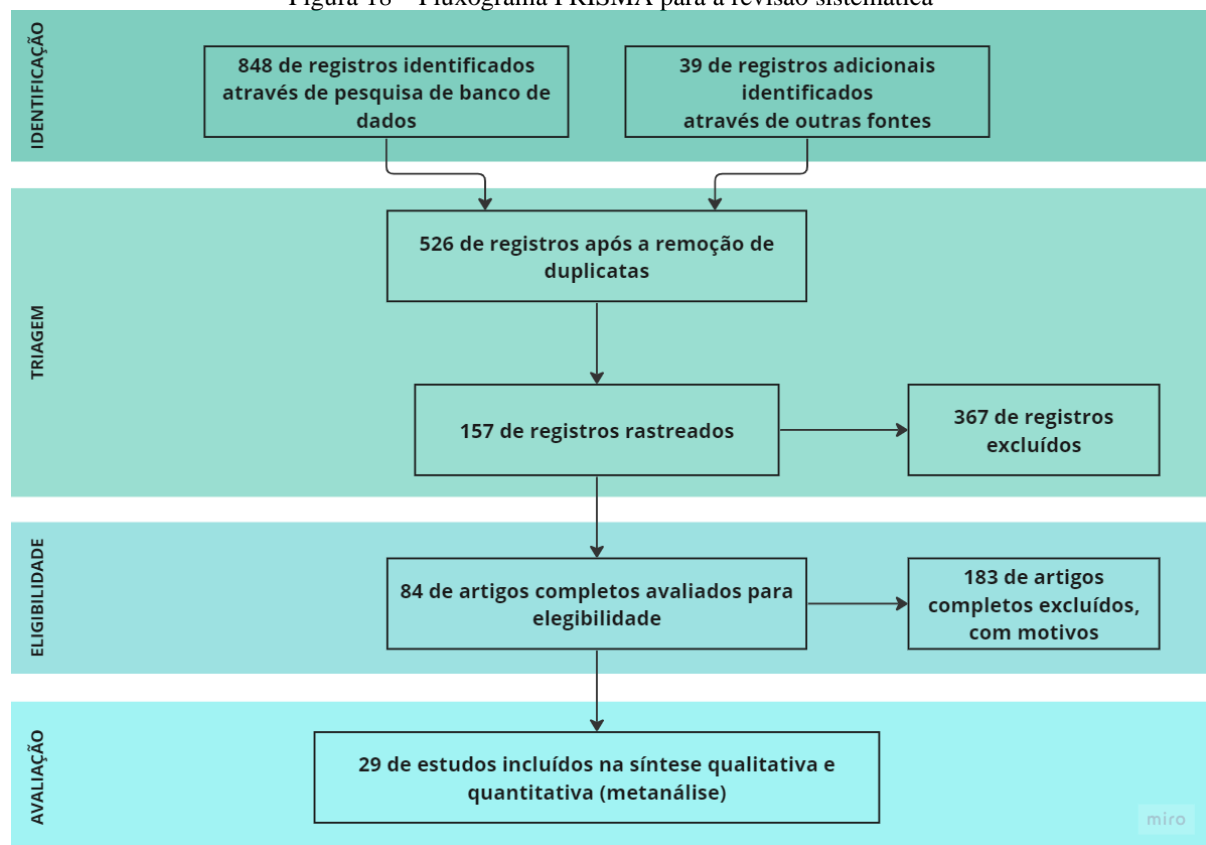 Figura 18 – Fluxograma PRISMA para a revisão sistemática
IDENTIFICAÇÃO
848 de registros identificados
através de pesquisa de banco de
dados
39 de registros adicionais
identificados
através de outras fontes
TRIAGEM
526 de registros após a remoção de
duplicatas
157 de registros rastreados
367 de registros
excluídos
ELIGIBILIDADE
84 de artigos completos avaliados para
elegibilidade
183 de artigos
completos excluídos,
com motivos
AVALIAÇÃO
29 de estudos incluídos na síntese qualitativa e
quantitativa (metanálise)
miro